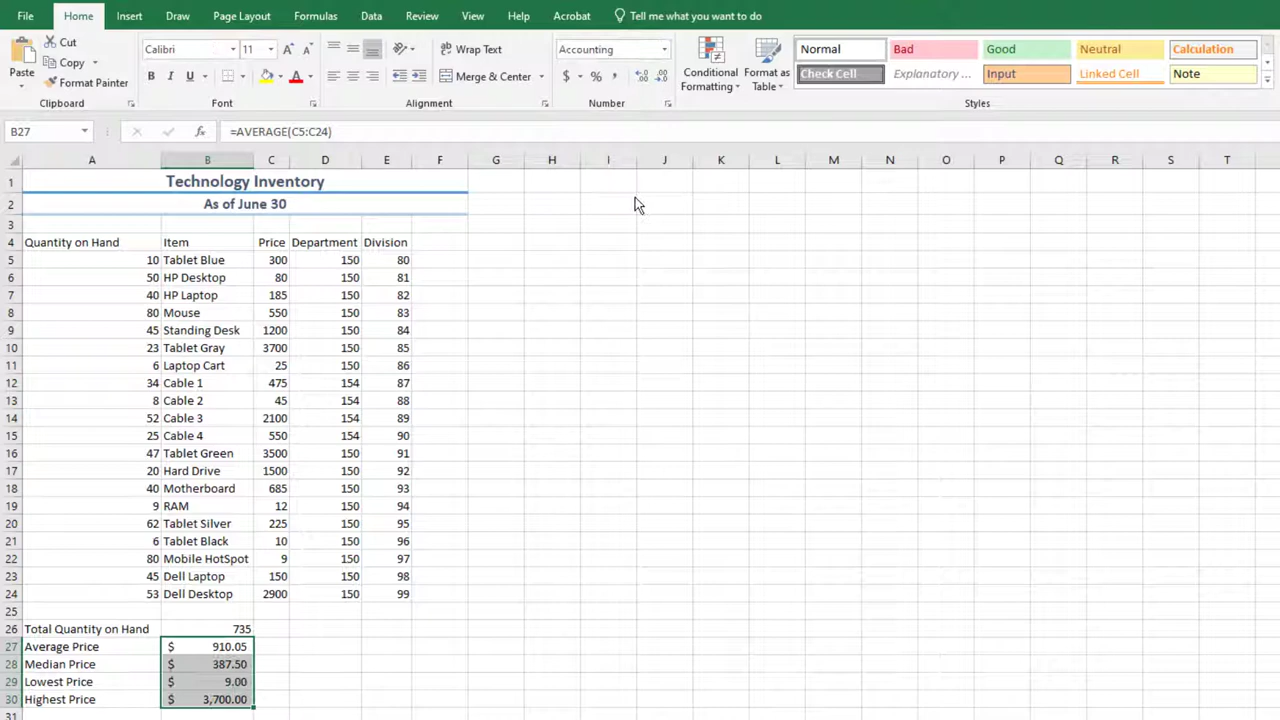 File Home Insert Draw Page Layout Formulas Data Review View Help Acrobat Tell me what you want to do
Paste Cut Copy Format Painter Clipboard
Calibri 11 A A B I U A Font
Wrap Text Merge & Center Alignment
Accounting $ % , Number
Conditional Formatting Format as Table
Normal Bad Good Neutral Calculation
Check Cell Explanatory ... Input Linked Cell Note
Styles
B27 fx =AVERAGE(C5:C24)
A B C D E F G H I J K L M N O P Q R S T
1 Technology Inventory
2 As of June 30
3
4 Quantity on Hand Item Price Department Division
5 10 Tablet Blue 300 150 80
6 50 HP Desktop 80 150 81
7 40 HP Laptop 185 150 82
8 80 Mouse 550 150 83
9 45 Standing Desk 1200 150 84
10 23 Tablet Gray 3700 150 85
11 6 Laptop Cart 25 150 86
12 34 Cable 1 475 154 87
13 8 Cable 2 45 154 88
14 52 Cable 3 2100 154 89
15 25 Cable 4 550 154 90
16 47 Tablet Green 3500 150 91
17 20 Hard Drive 1500 150 92
18 40 Motherboard 685 150 93
19 9 RAM 12 150 94
20 62 Tablet Silver 225 150 95
21 6 Tablet Black 10 150 96
22 80 Mobile HotSpot 9 150 97
23 45 Dell Laptop 150 150 98
24 53 Dell Desktop 2900 150 99
25
26 Total Quantity on Hand 735
27 Average Price $ 910.05
28 Median Price $ 387.50
29 Lowest Price $ 9.00
30 Highest Price $ 3,700.00
31